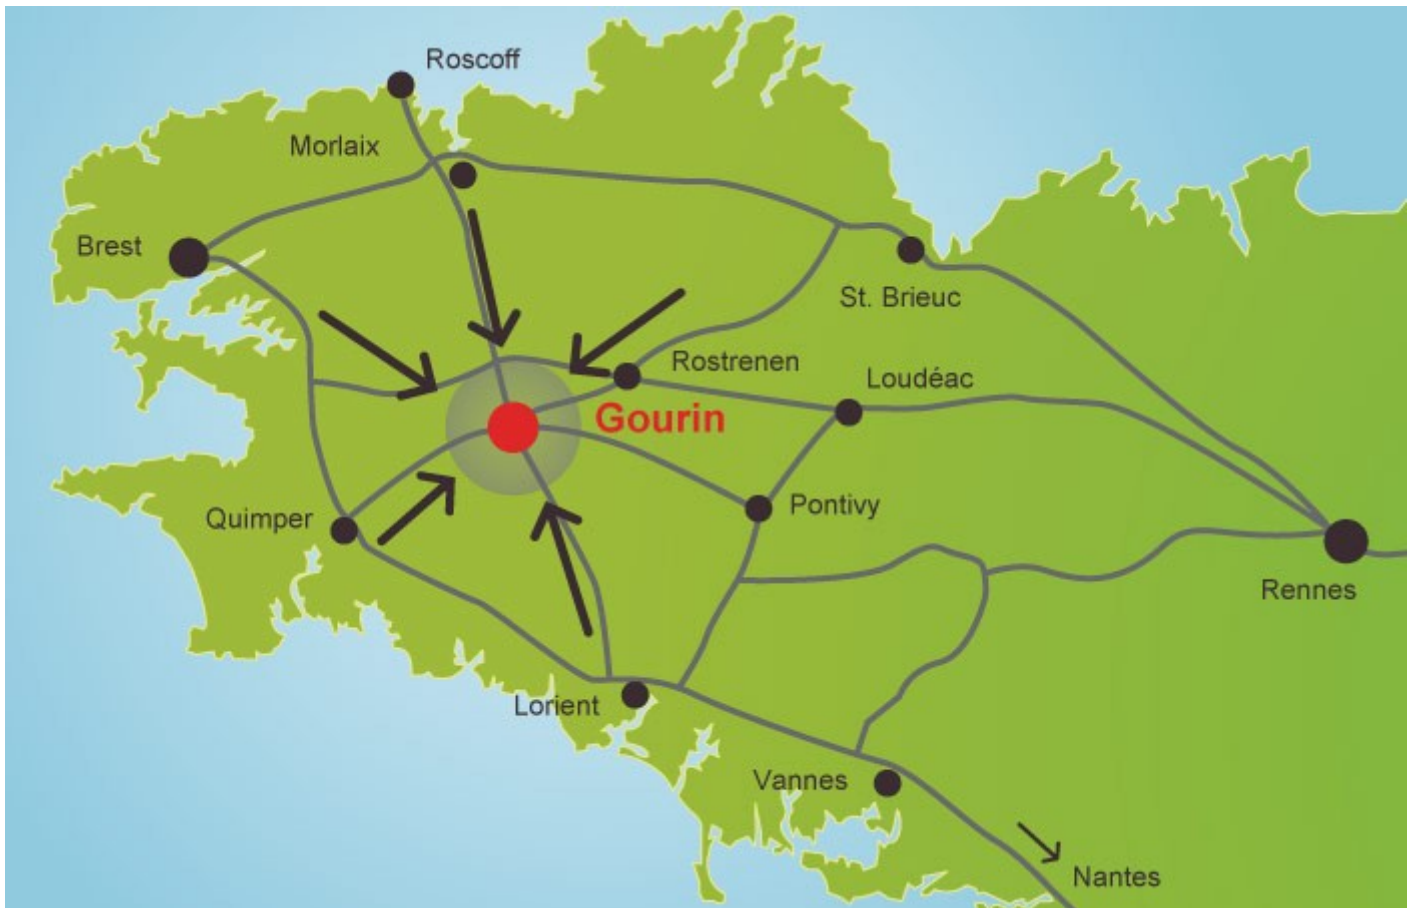 Roscoff
Morlaix
Brest
St. Brieuc
Rostrenen
Loudéac
Gourin
Pontivy
Quimper
Rennes
Lorient
Vannes
Nantes